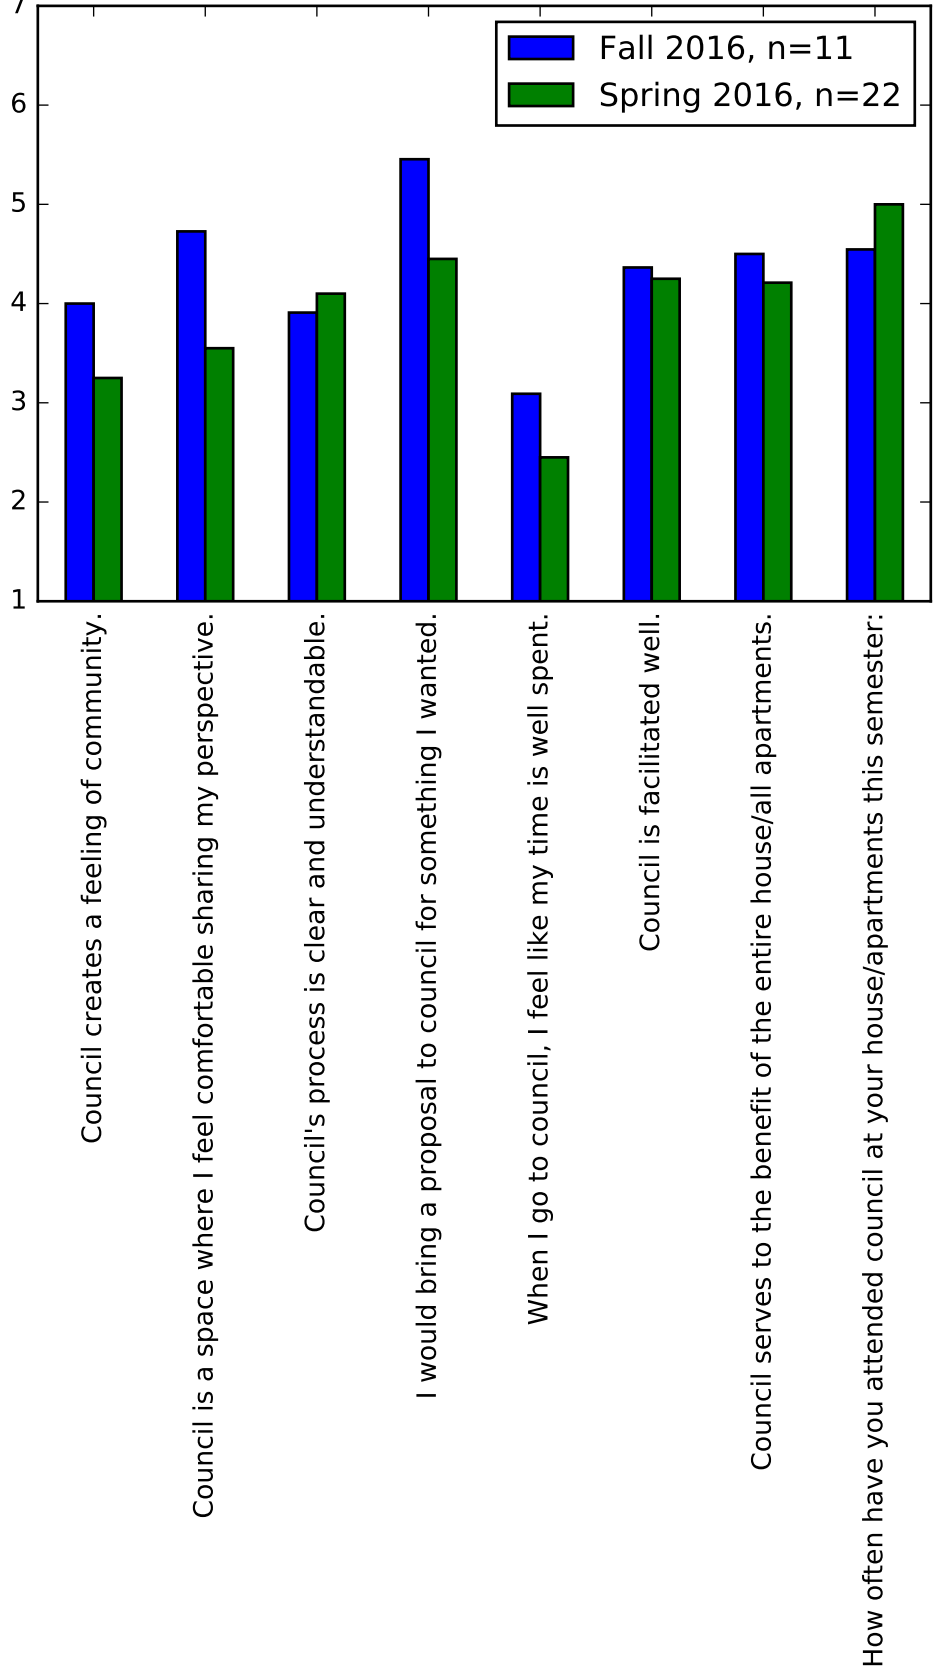 7
6
5
4
3
2
1
Fall 2016, n=11
Spring 2016, n=22
Council creates a feeling of community.
Council is a space where I feel comfortable sharing my perspective.
Council's process is clear and understandable.
I would bring a proposal to council for something I wanted.
When I go to council, I feel like my time is well spent.
Council is facilitated well.
Council serves to the benefit of the entire house/all apartments.
How often have you attended council at your house/apartments this semester: